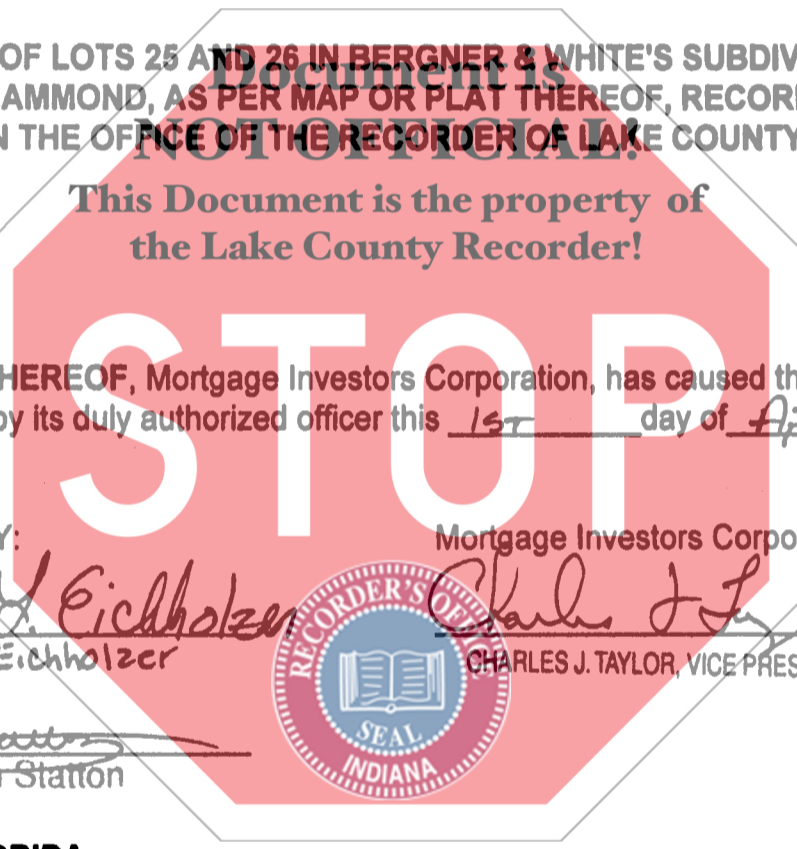 OF LOTS 25 AND 26 IN BERGNER & WHITE'S SUBDIV
Document is
AMMOND, AS PER MAP OR PLAT THEREOF, RECOR
N THE OFFICE OF THE RECORDER OF LAKE COUNTY
NOT OFFICIAL!
This Document is the property of
the Lake County Recorder!
STOP
HEREOF, Mortgage Investors Corporation, has caused th
by its duly authorized officer this 1st day of Ap
Y:
Mortgage Investors Corpo
Eichholzer
Charles J
Eichholzer
CHARLES J. TAYLOR, VICE PRES
RECORDER'S OFFICE
SEAL
INDIANA
Statton
ORIDA